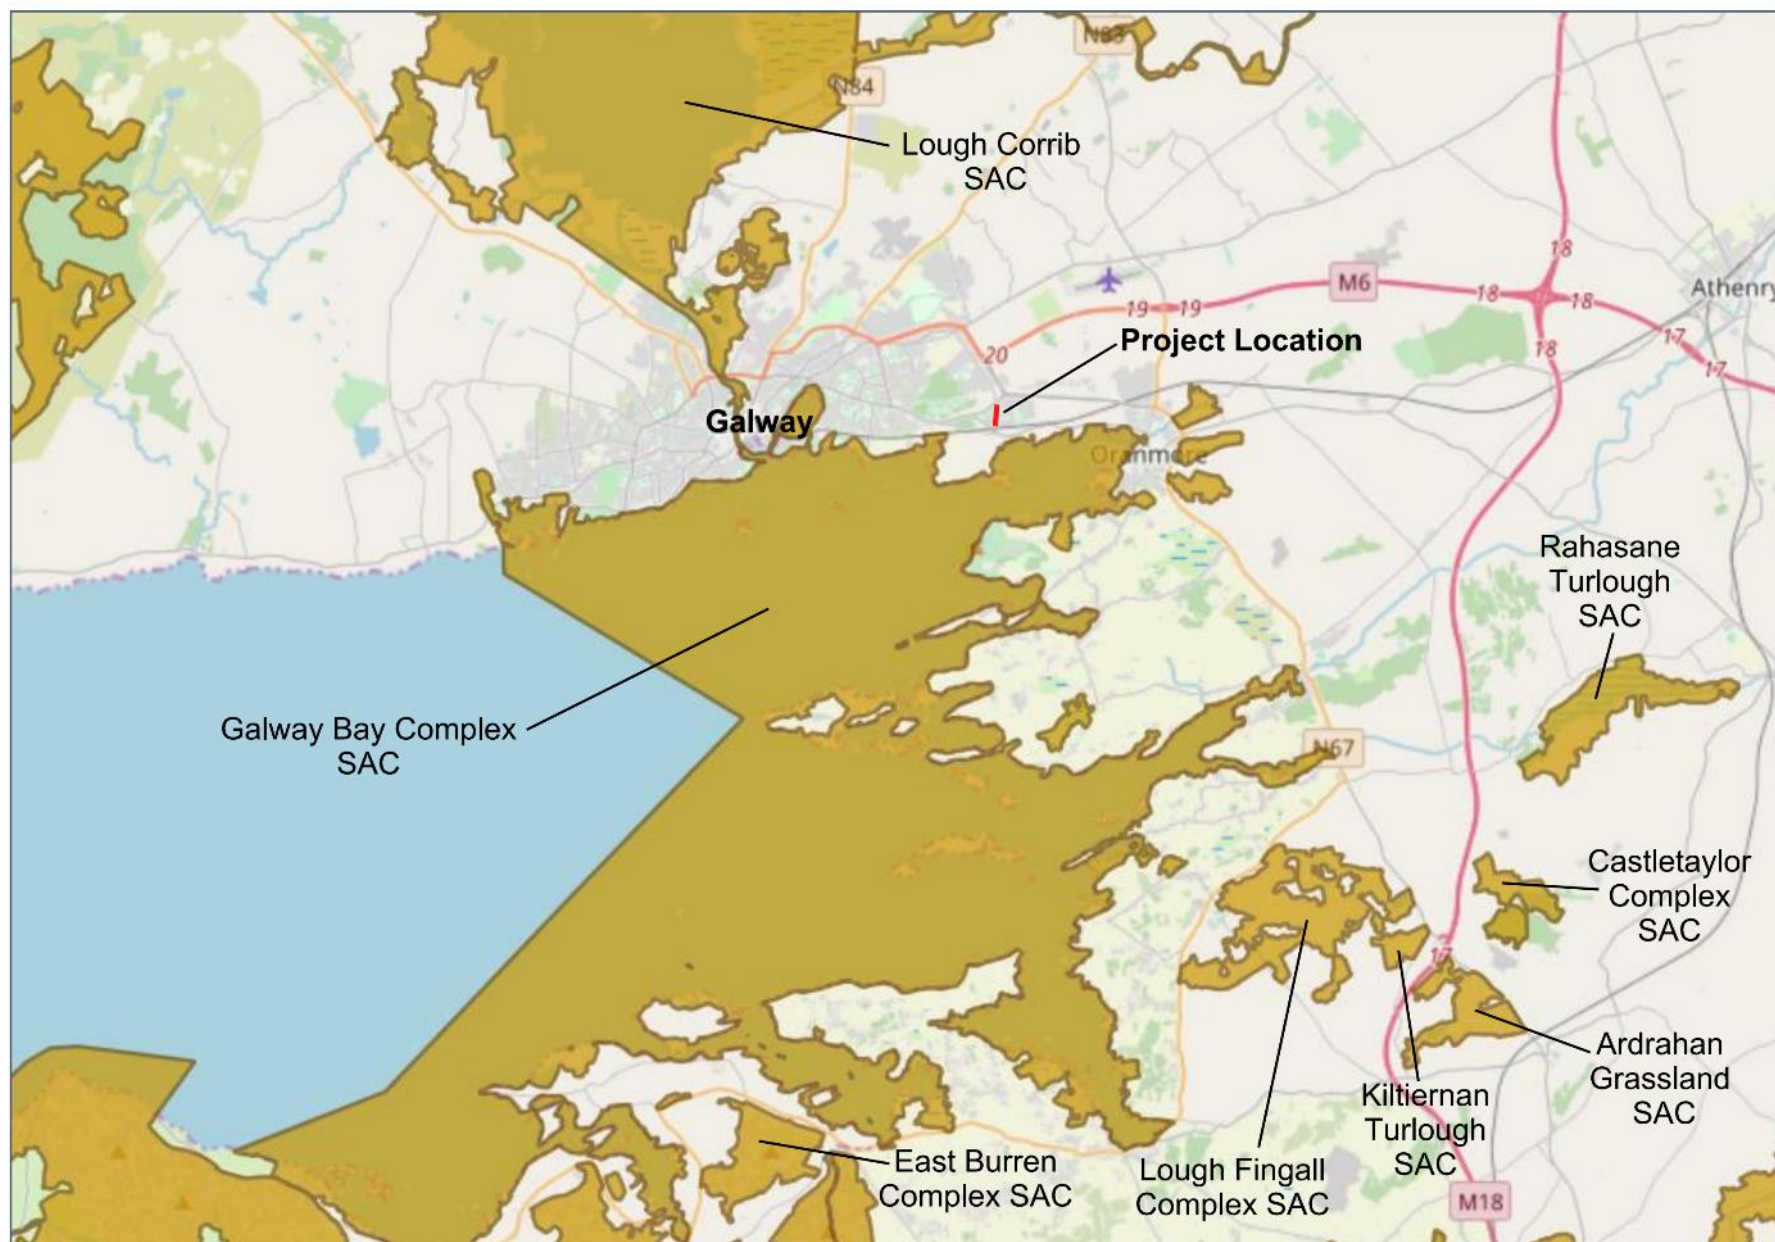 N83
N84
Lough Corrib
SAC
18
M6
19
19
18
18
Athenry
17
18
17
20
Project Location
Galway
Oranmore
Rahasane
Turlough
SAC
Galway Bay Complex
SAC
N67
Castletaylor
Complex
SAC
17
Ardrahan
Grassland
SAC
Kiltiernan
Turlough
SAC
East Burren
Complex SAC
Lough Fingall
Complex SAC
M18